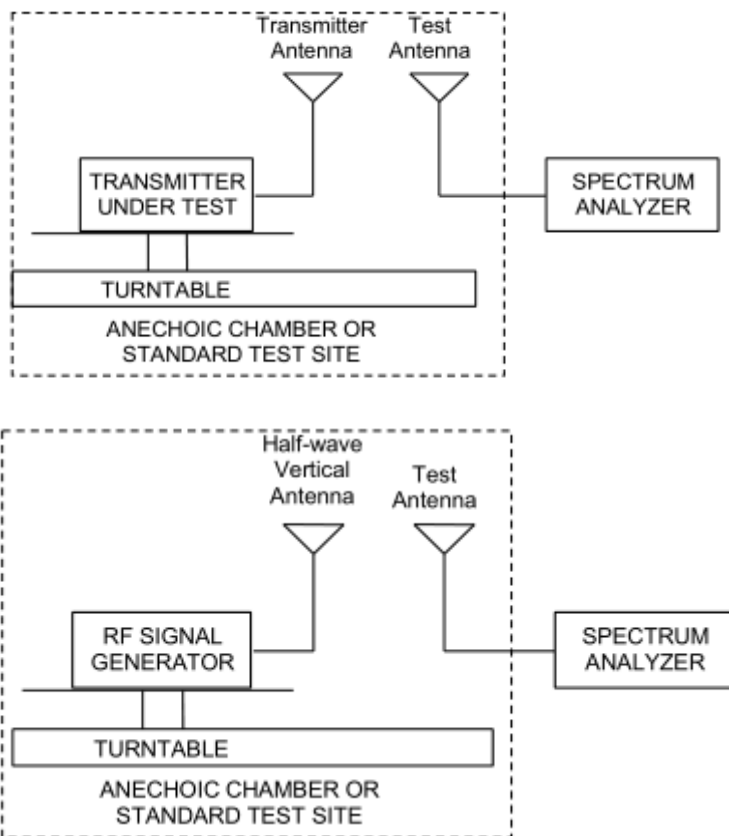 Transmitter
Antenna
Test
Antenna
TRANSMITTER
UNDER TEST
SPECTRUM
ANALYZER
TURNTABLE
ANECHOIC CHAMBER OR
STANDARD TEST SITE
Half-wave
Vertical
Antenna
Test
Antenna
RF SIGNAL
GENERATOR
SPECTRUM
ANALYZER
TURNTABLE
ANECHOIC CHAMBER OR
STANDARD TEST SITE